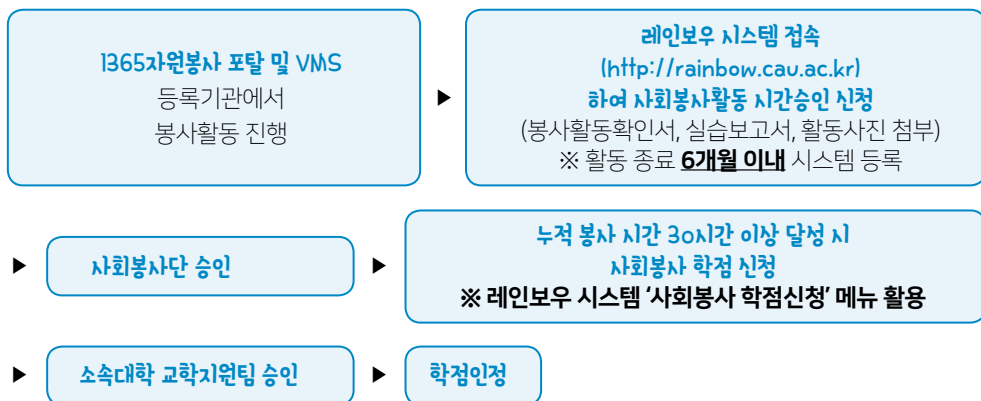 1365자원봉사 포탈 및 VMS
등록기관에서
봉사활동 진행
▶
레인보우 시스템 접속
(http://rainbow.cau.ac.kr)
하여 사회봉사활동 시간승인 신청
(봉사활동확인서, 실습보고서, 활동사진 첨부)
※ 활동 종료 6개월 이내 시스템 등록
▶
사회봉사단 승인
▶
누적 봉사 시간 30시간 이상 달성 시
사회봉사 학점 신청
※ 레인보우 시스템 ‘사회봉사 학점신청’ 메뉴 활용
▶
소속대학 교학지원팀 승인
▶
학점인정